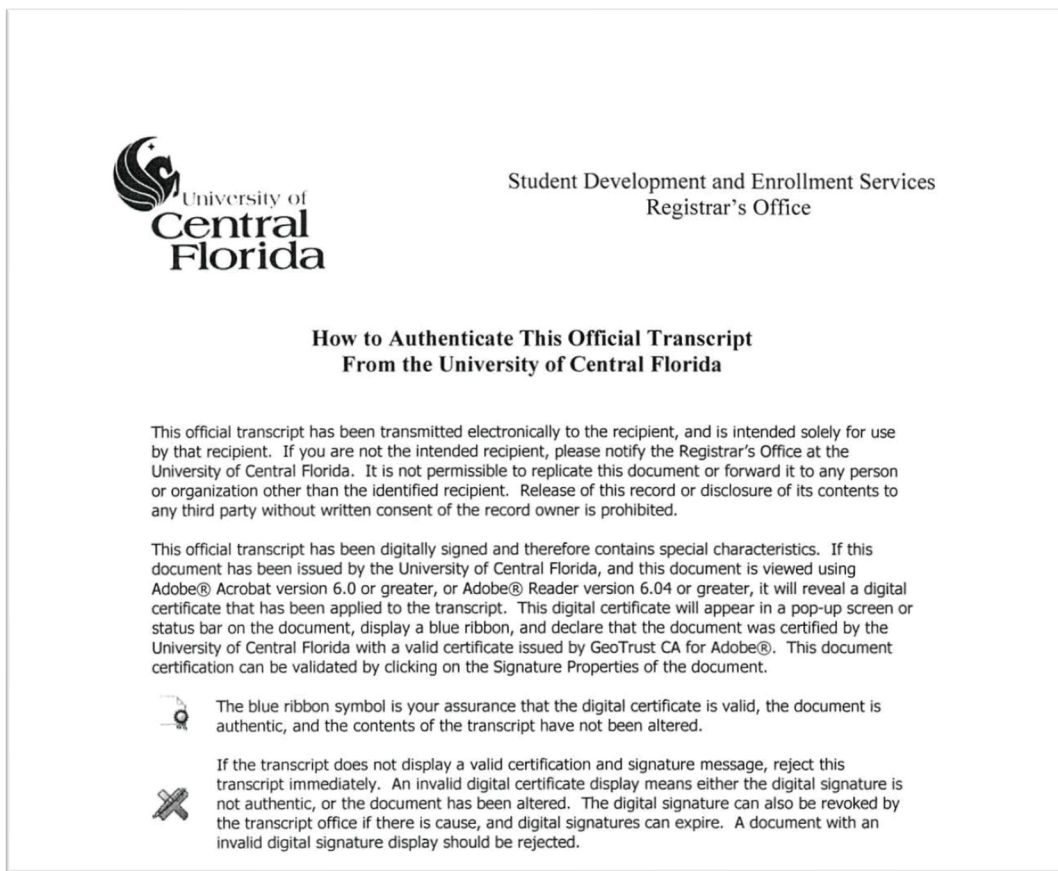 University of
Central
Florida
Student Development and Enrollment Services
Registrar's Office
How to Authenticate This Official Transcript
From the University of Central Florida
This official transcript has been transmitted electronically to the recipient, and is intended solely for use
by that recipient.  If you are not the intended recipient, please notify the Registrar's Office at the
University of Central Florida.  It is not permissible to replicate this document or forward it to any person
or organization other than the identified recipient.  Release of this record or disclosure of its contents to
any third party without written consent of the record owner is prohibited.
This official transcript has been digitally signed and therefore contains special characteristics.  If this
document has been issued by the University of Central Florida, and this document is viewed using
Adobe® Acrobat version 6.0 or greater, or Adobe® Reader version 6.04 or greater, it will reveal a digital
certificate that has been applied to the transcript.  This digital certificate will appear in a pop-up screen or
status bar on the document, display a blue ribbon, and declare that the document was certified by the
University of Central Florida with a valid certificate issued by GeoTrust CA for Adobe®.  This document
certification can be validated by clicking on the Signature Properties of the document.
The blue ribbon symbol is your assurance that the digital certificate is valid, the document is
authentic, and the contents of the transcript have not been altered.
If the transcript does not display a valid certification and signature message, reject this
transcript immediately.  An invalid digital certificate display means either the digital signature is
not authentic, or the document has been altered.  The digital signature can also be revoked by
the transcript office if there is cause, and digital signatures can expire.  A document with an
invalid digital signature display should be rejected.